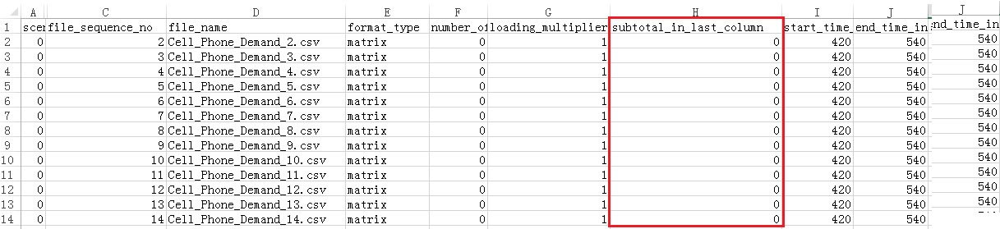 A C D E F G H I J J
1 scen file_sequence_no file_name format_type number_of loading_multiplier subtotal_in_last_column start_time_ end_time_in nd_time_in
2 0 2 Cell_Phone_Demand_2.csv matrix 0 1 0 420 540 540
3 0 3 Cell_Phone_Demand_3.csv matrix 0 1 0 420 540 540
4 0 4 Cell_Phone_Demand_4.csv matrix 0 1 0 420 540 540
5 0 5 Cell_Phone_Demand_5.csv matrix 0 1 0 420 540 540
6 0 6 Cell_Phone_Demand_6.csv matrix 0 1 0 420 540 540
7 0 7 Cell_Phone_Demand_7.csv matrix 0 1 0 420 540 540
8 0 8 Cell_Phone_Demand_8.csv matrix 0 1 0 420 540 540
9 0 9 Cell_Phone_Demand_9.csv matrix 0 1 0 420 540 540
10 0 10 Cell_Phone_Demand_10.csv matrix 0 1 0 420 540 540
11 0 11 Cell_Phone_Demand_11.csv matrix 0 1 0 420 540 540
12 0 12 Cell_Phone_Demand_12.csv matrix 0 1 0 420 540 540
13 0 13 Cell_Phone_Demand_13.csv matrix 0 1 0 420 540 540
14 0 14 Cell_Phone_Demand_14.csv matrix 0 1 0 420 540